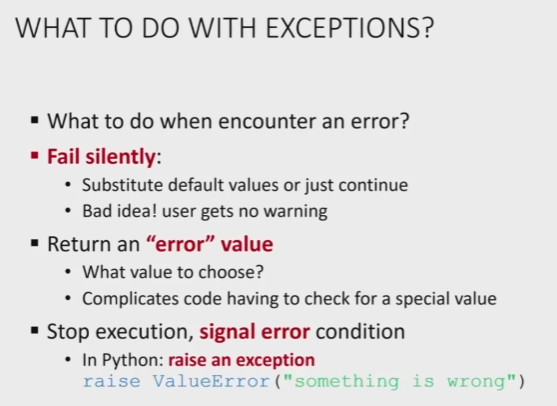 WHAT TO DO WITH EXCEPTIONS?
▪ What to do when encounter an error?
▪ Fail silently:
• Substitute default values or just continue
• Bad idea! user gets no warning
▪ Return an “error” value
• What value to choose?
• Complicates code having to check for a special value
▪ Stop execution, signal error condition
• In Python: raise an exception
raise ValueError("something is wrong")